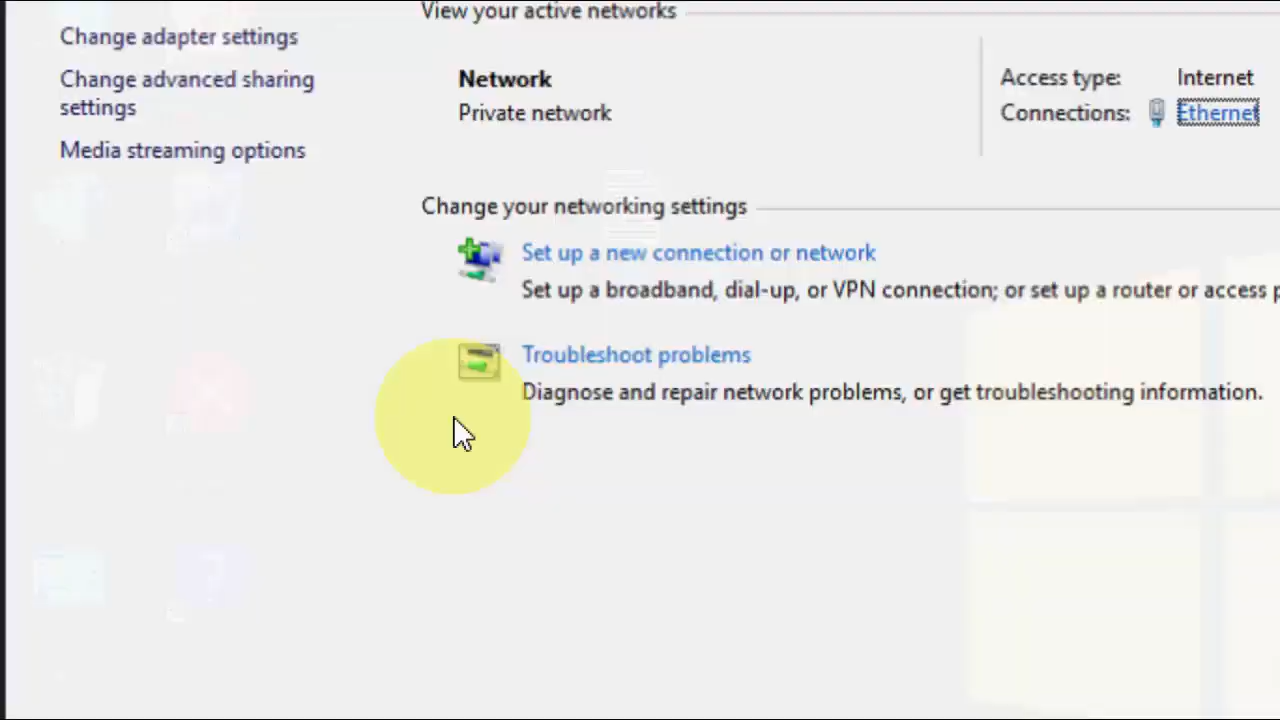 View your active networks
Change adapter settings
Change advanced sharing
settings
Media streaming options
Network
Private network
Access type: Internet
Connections: Ethernet
Change your networking settings
Set up a new connection or network
Set up a broadband, dial-up, or VPN connection; or set up a router or access p
Troubleshoot problems
Diagnose and repair network problems, or get troubleshooting information.